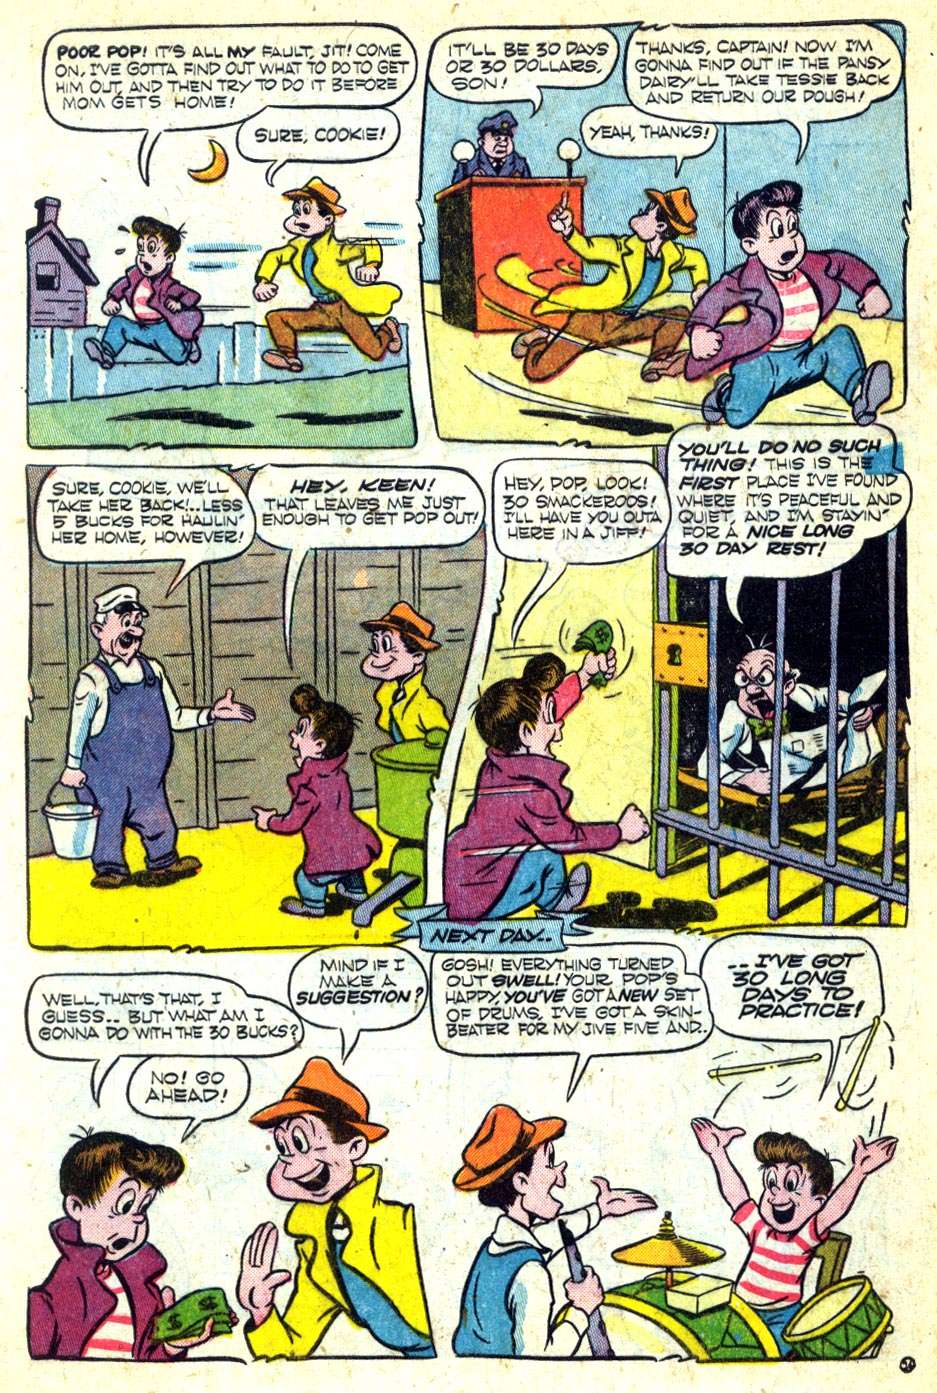 POOR POP! IT'S ALL MY FAULT, JIT! COME
ON, I'VE GOTTA FIND OUT WHAT TO DO TO GET
HIM OUT, AND THEN TRY TO DO IT BEFORE
MOM GETS HOME!
SURE, COOKIE!
IT'LL BE 30 DAYS
OR 30 DOLLARS,
SON!
YEAH, THANKS!
THANKS, CAPTAIN! NOW I'M
GONNA FIND OUT IF THE PANSY
DAIRY'LL TAKE TESSIE BACK
AND RETURN OUR DOUGH!
SURE, COOKIE, WE'LL
TAKE HER BACK!..LESS
5 BUCKS FOR HAULIN'
HER HOME, HOWEVER!
HEY, KEEN!
THAT LEAVES ME JUST
ENOUGH TO GET POP OUT!
HEY, POP, LOOK!
30 SMACKEROOS!
I'LL HAVE YOU OUTA
HERE IN A JIFF!
YOU'LL DO NO SUCH
THING! THIS IS THE
FIRST PLACE I'VE FOUND
WHERE IT'S PEACEFUL AND
QUIET, AND I'M STAYIN'
FOR A NICE LONG
30 DAY REST!
WELL, THAT'S THAT, I
GUESS.. BUT WHAT AM I
GONNA DO WITH THE 30 BUCKS?
MIND IF I
MAKE A
SUGGESTION?
NO! GO
AHEAD!
$
$
NEXT DAY..
GOSH! EVERYTHING TURNED
OUT SWELL! YOUR POP'S
HAPPY, YOU'VE GOT A NEW SET
OF DRUMS, I'VE GOT A SKIN-
BEATER FOR MY JIVE FIVE AND..
..I'VE GOT
30 LONG
DAYS TO
PRACTICE!